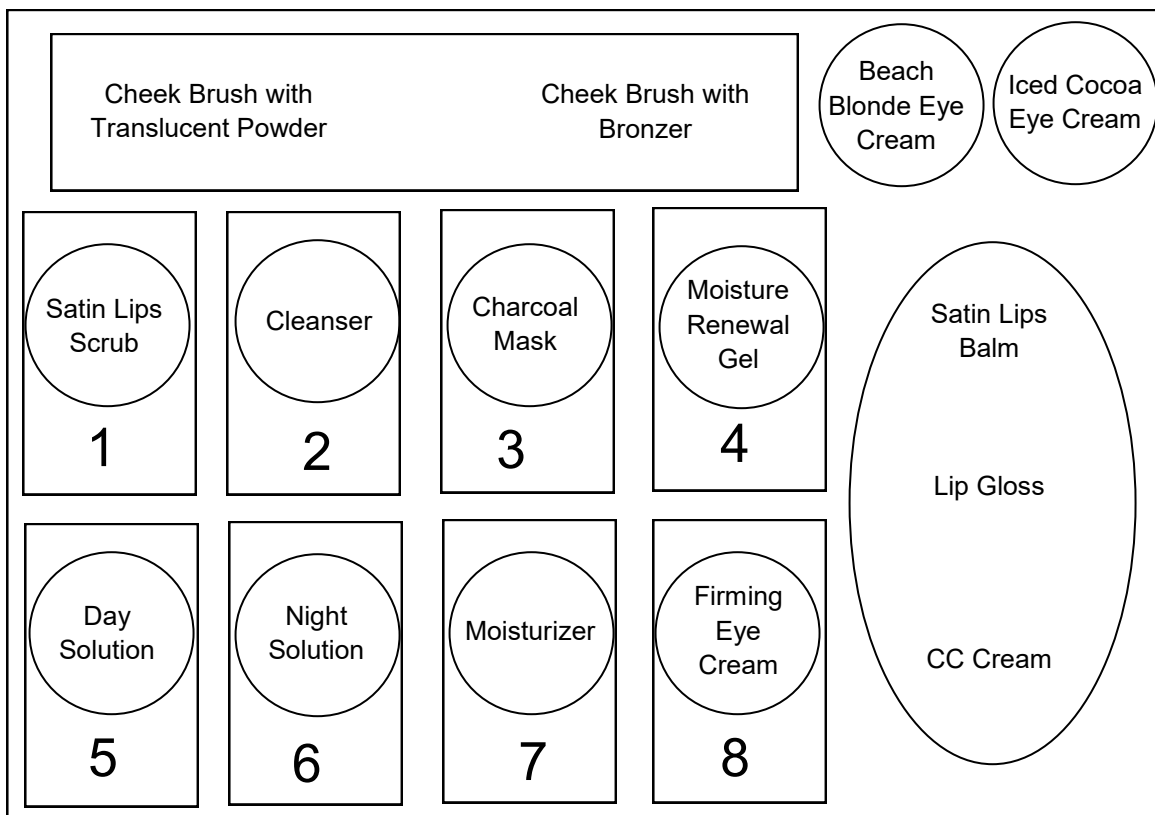 Cheek Brush with
Translucent Powder
Cheek Brush with
Bronzer
Beach
Blonde Eye
Cream
Iced Cocoa
Eye Cream
Satin Lips
Scrub
1
Cleanser
2
Charcoal
Mask
3
Moisture
Renewal
Gel
4
Satin Lips
Balm
Lip Gloss
CC Cream
Day
Solution
5
Night
Solution
6
Moisturizer
7
Firming
Eye
Cream
8